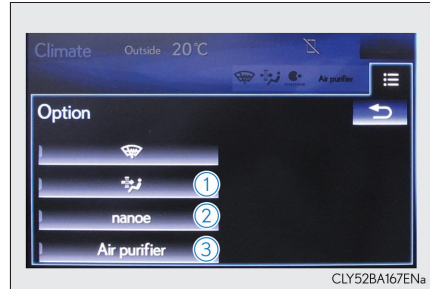 Climate Outside 20℃
Air purifier
Option
1
nanoe 2
Air purifier 3
CLY52BA167ENa